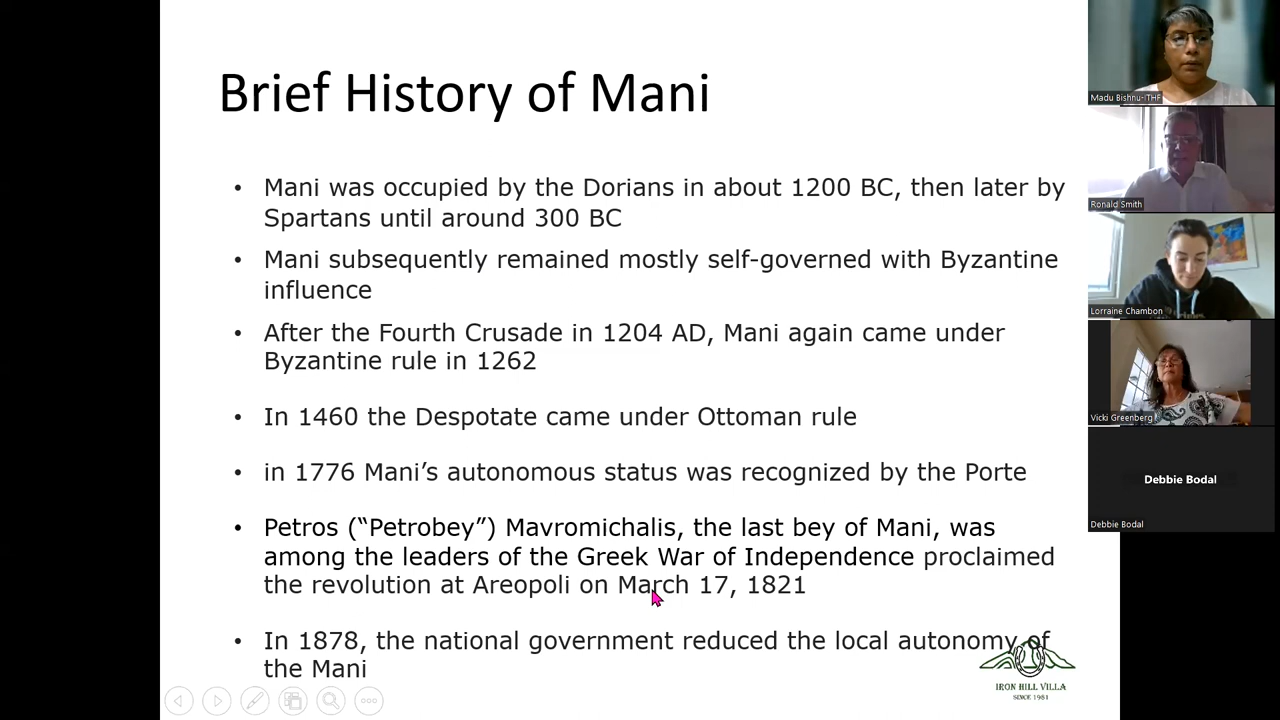 Brief History of Mani
• Mani was occupied by the Dorians in about 1200 BC, then later by
Spartans until around 300 BC
• Mani subsequently remained mostly self-governed with Byzantine
influence
• After the Fourth Crusade in 1204 AD, Mani again came under
Byzantine rule in 1262
• In 1460 the Despotate came under Ottoman rule
• in 1776 Mani’s autonomous status was recognized by the Porte
• Petros (“Petrobey”) Mavromichalis, the last bey of Mani, was
among the leaders of the Greek War of Independence proclaimed
the revolution at Areopoli on March 17, 1821
• In 1878, the national government reduced the local autonomy of
the Mani
IRON HILL VILLA
SINCE 1981
Madu Bishnu-ITHF
Ronald Smith
Lorraine Chambon
Vicki Greenberg
Debbie Bodal
Debbie Bodal